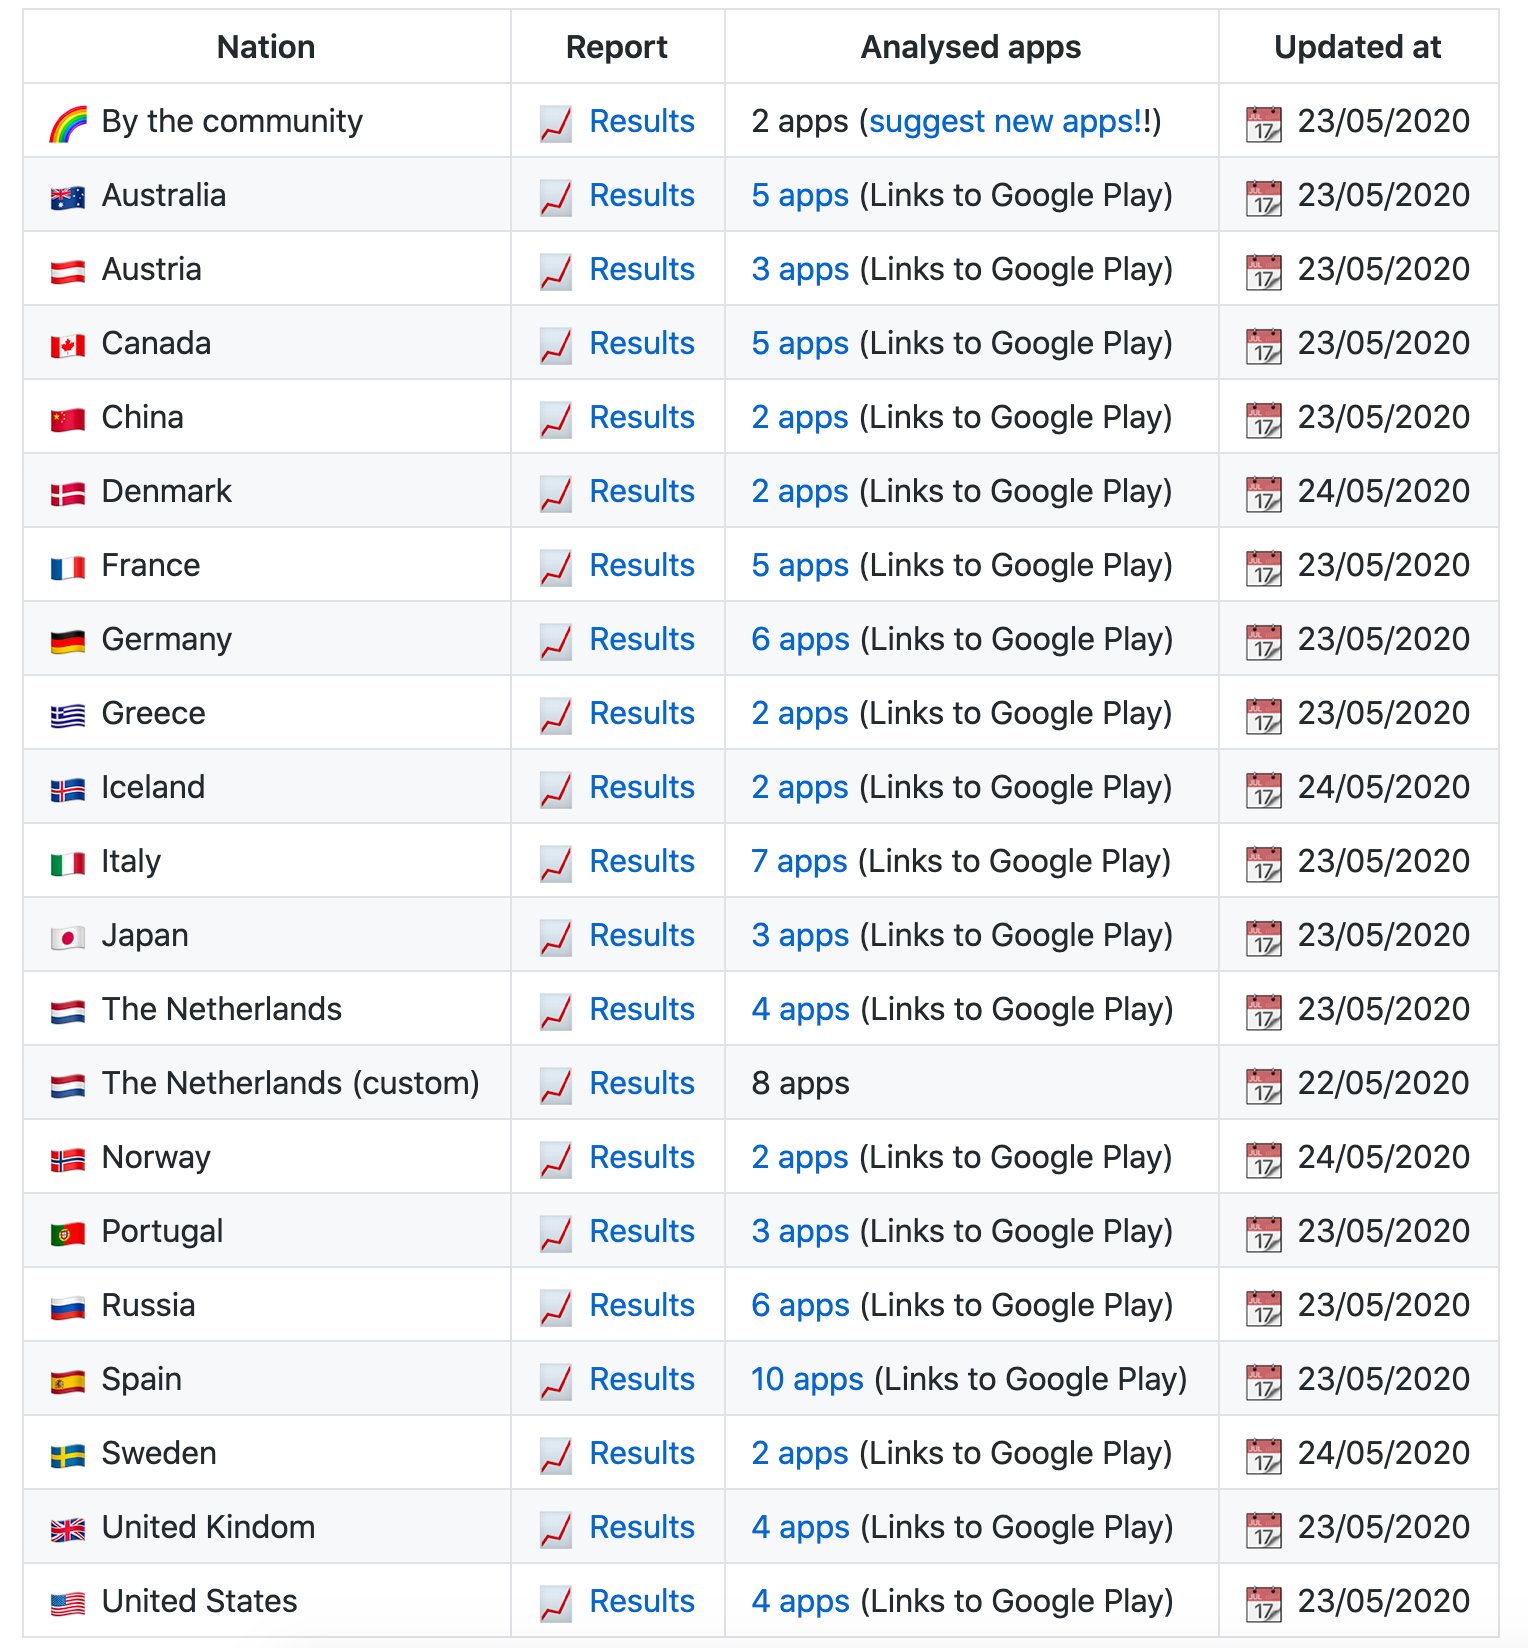 Nation Report Analysed apps Updated at
By the community Results 2 apps (suggest new apps!!) 23/05/2020
Australia Results 5 apps (Links to Google Play) 23/05/2020
Austria Results 3 apps (Links to Google Play) 23/05/2020
Canada Results 5 apps (Links to Google Play) 23/05/2020
China Results 2 apps (Links to Google Play) 23/05/2020
Denmark Results 2 apps (Links to Google Play) 24/05/2020
France Results 5 apps (Links to Google Play) 23/05/2020
Germany Results 6 apps (Links to Google Play) 23/05/2020
Greece Results 2 apps (Links to Google Play) 23/05/2020
Iceland Results 2 apps (Links to Google Play) 24/05/2020
Italy Results 7 apps (Links to Google Play) 23/05/2020
Japan Results 3 apps (Links to Google Play) 23/05/2020
The Netherlands Results 4 apps (Links to Google Play) 23/05/2020
The Netherlands (custom) Results 8 apps 22/05/2020
Norway Results 2 apps (Links to Google Play) 24/05/2020
Portugal Results 3 apps (Links to Google Play) 23/05/2020
Russia Results 6 apps (Links to Google Play) 23/05/2020
Spain Results 10 apps (Links to Google Play) 23/05/2020
Sweden Results 2 apps (Links to Google Play) 24/05/2020
United Kindom Results 4 apps (Links to Google Play) 23/05/2020
United States Results 4 apps (Links to Google Play) 23/05/2020